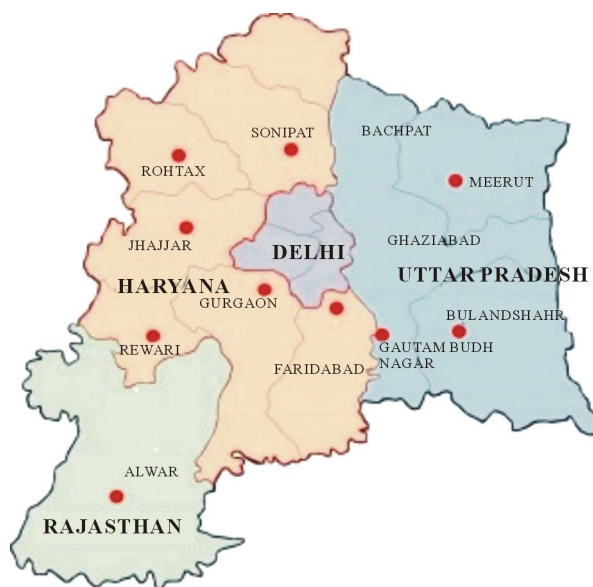 SONIPAT
BACHPAT
ROHTAX
MEERUT
JHAJJAR
DELHI
GHAZIABAD
HARYANA
UTTAR PRADESH
GURGAON
BULANDSHAHR
REWARI
FARIDABAD
GAUTAM BUDH
NAGAR
ALWAR
RAJASTHAN